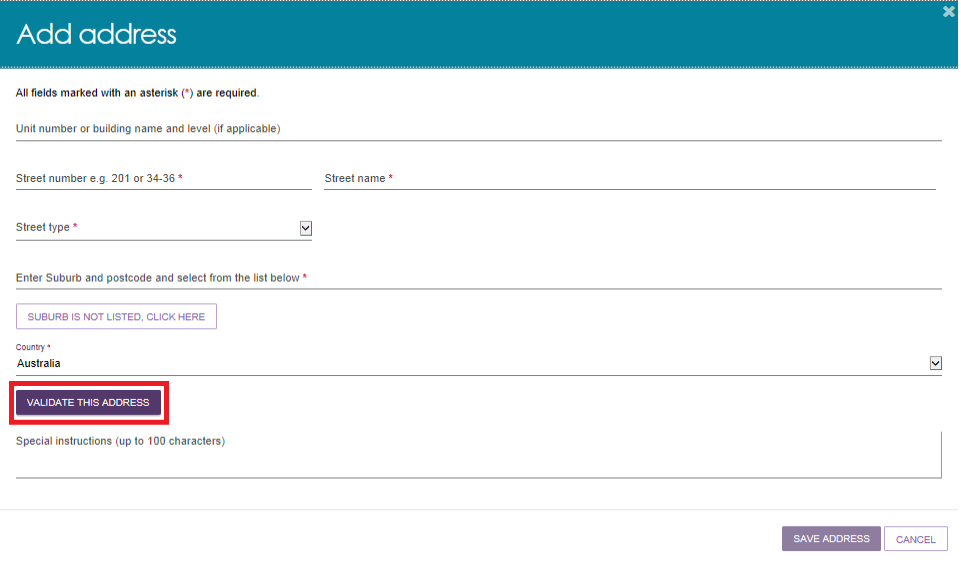 Add address
All fields marked with an asterisk (*) are required.
Unit number or building name and level (if applicable)
Street number e.g. 201 or 34-36 * Street name *
Street type *
Enter Suburb and postcode and select from the list below *
SUBURB IS NOT LISTED, CLICK HERE
Country *
Australia
VALIDATE THIS ADDRESS
Special instructions (up to 100 characters)
SAVE ADDRESS CANCEL